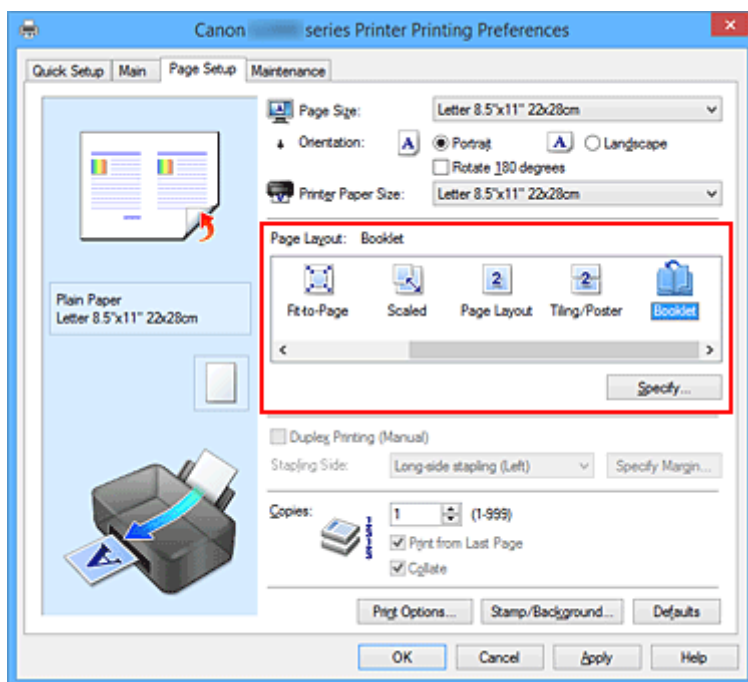 Canon series Printer Printing Preferences
Quick Setup Main Page Setup Maintenance
Page Size: Letter 8.5"x11" 22x28cm
Orientation: A Portrait A Landscape
Rotate 180 degrees
Printer Paper Size: Letter 8.5"x11" 22x28cm
Page Layout: Booklet
2 2
Fit-to-Page Scaled Page Layout Tiling/Poster Booklet
Specify...
Plain Paper
Letter 8.5"x11" 22x28cm
Duplex Printing (Manual)
Stapling Side: Long-side stapling (Left) Specify Margin...
Copies: 1 (1-999)
Print from Last Page
Collate
A
Print Options... Stamp/Background... Defaults
OK Cancel Apply Help